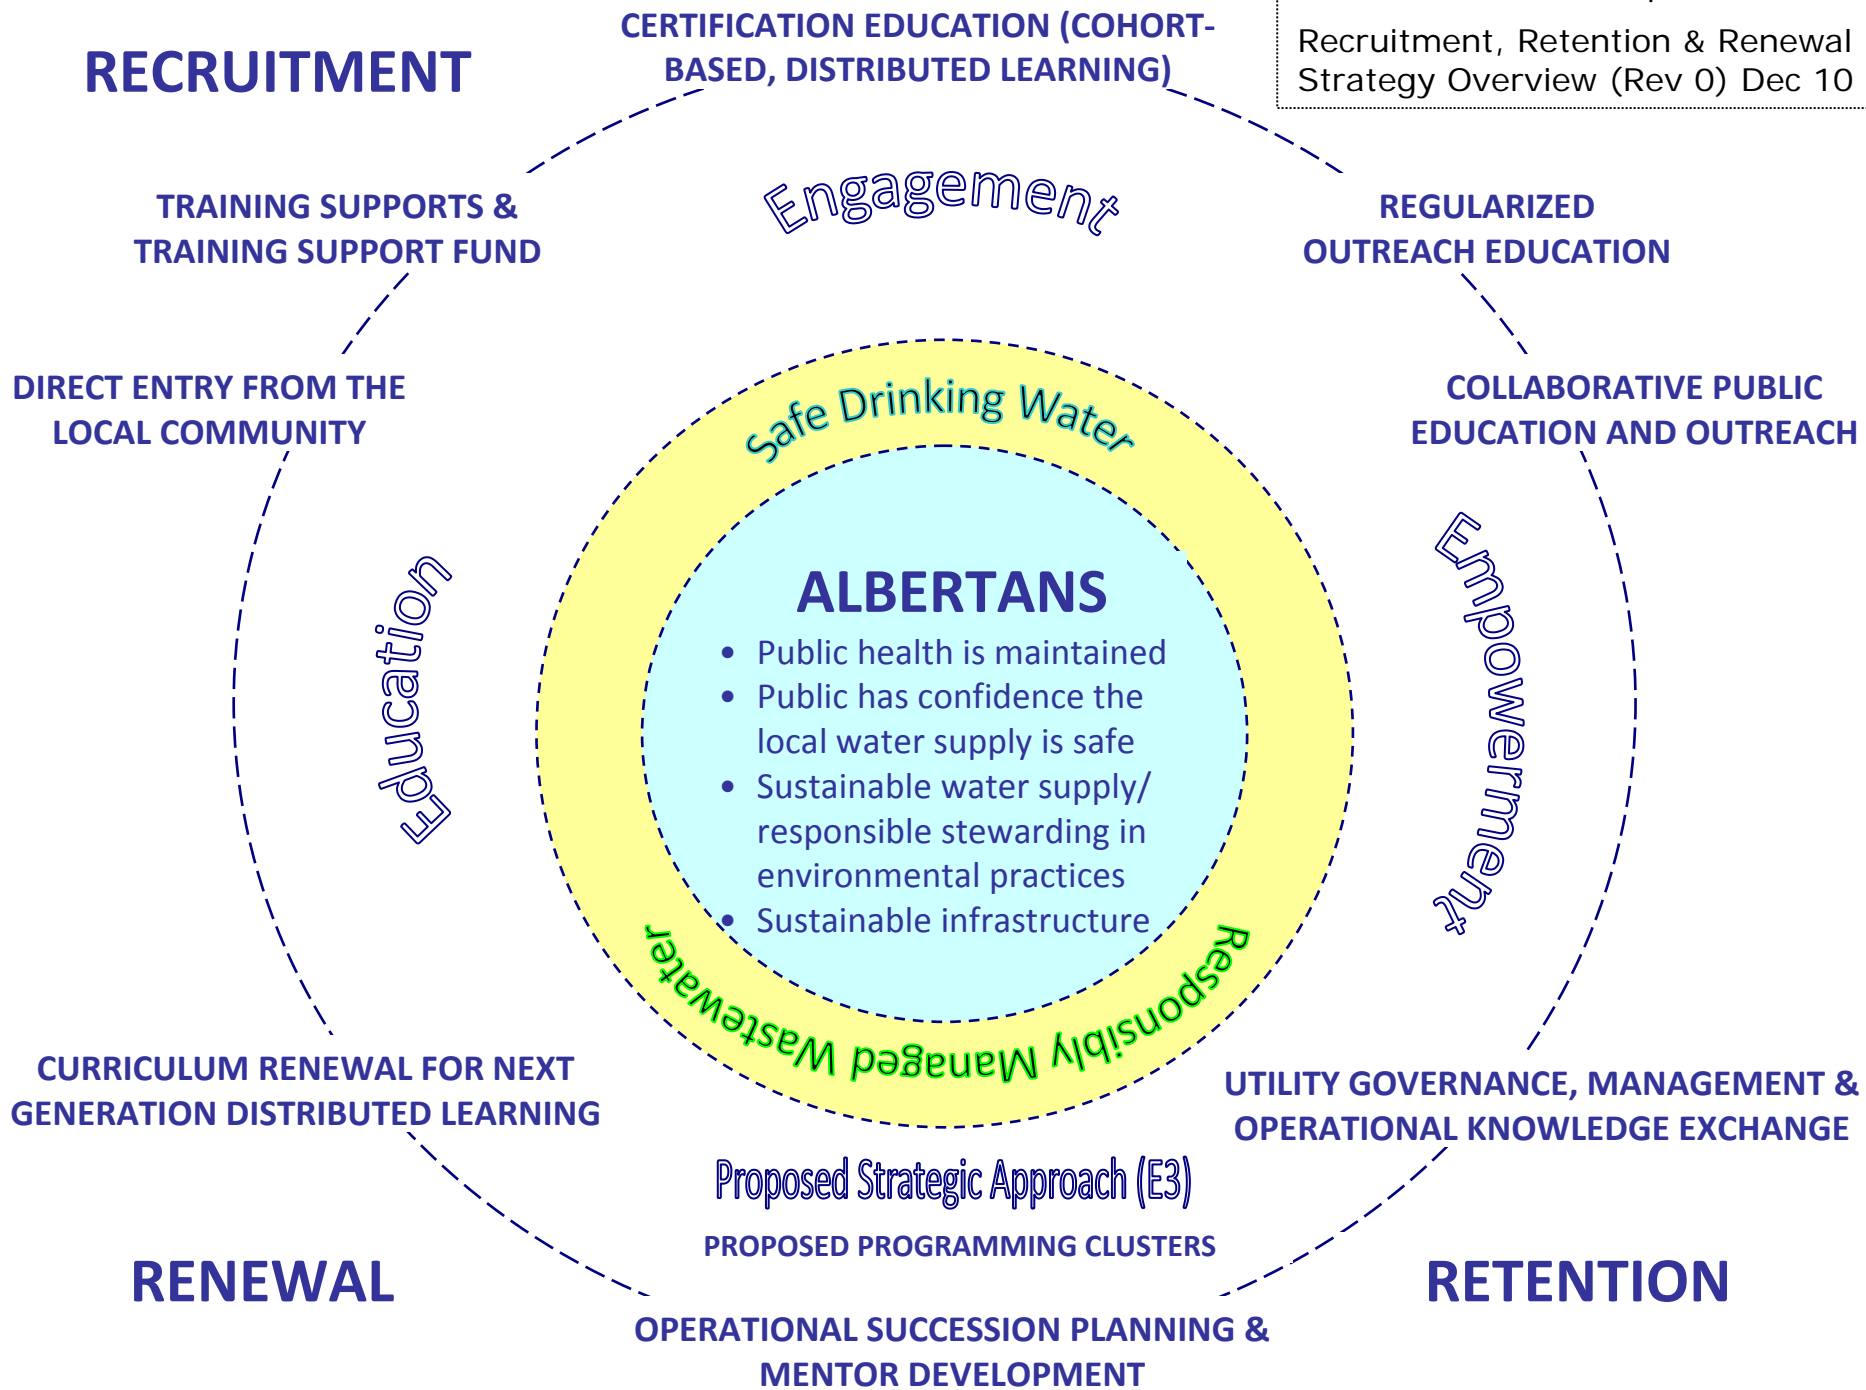 CERTIFICATION EDUCATION (COHORT-
BASED, DISTRIBUTED LEARNING)
RECRUITMENT
Recruitment, Retention & Renewal
Strategy Overview (Rev 0) Dec 10
Engagement
TRAINING SUPPORTS &
TRAINING SUPPORT FUND
REGULARIZED
OUTREACH EDUCATION
DIRECT ENTRY FROM THE
LOCAL COMMUNITY
COLLABORATIVE PUBLIC
EDUCATION AND OUTREACH
Safe Drinking Water
Education
Empowerment
ALBERTANS
• Public health is maintained
• Public has confidence the
local water supply is safe
• Sustainable water supply/
responsible stewarding in
environmental practices
• Sustainable infrastructure
Responsibly Managed Wastewater
CURRICULUM RENEWAL FOR NEXT
GENERATION DISTRIBUTED LEARNING
UTILITY GOVERNANCE, MANAGEMENT &
OPERATIONAL KNOWLEDGE EXCHANGE
Proposed Strategic Approach (E3)
PROPOSED PROGRAMMING CLUSTERS
RENEWAL
RETENTION
OPERATIONAL SUCCESSION PLANNING &
MENTOR DEVELOPMENT